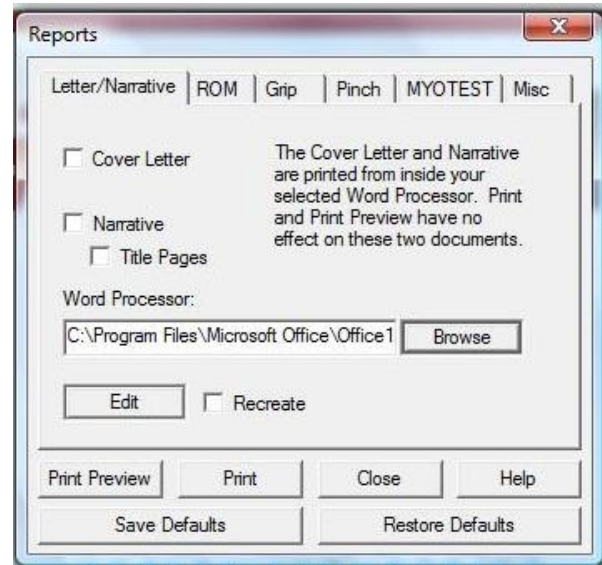 Reports
Letter/Narrative ROM Grip Pinch MYOTEST Misc
Cover Letter
The Cover Letter and Narrative
are printed from inside your
selected Word Processor. Print
and Print Preview have no
effect on these two documents.
Narrative
Title Pages
Word Processor:
C:\Program Files\Microsoft Office\Office1 Browse
Edit Recreate
Print Preview Print Close Help
Save Defaults Restore Defaults